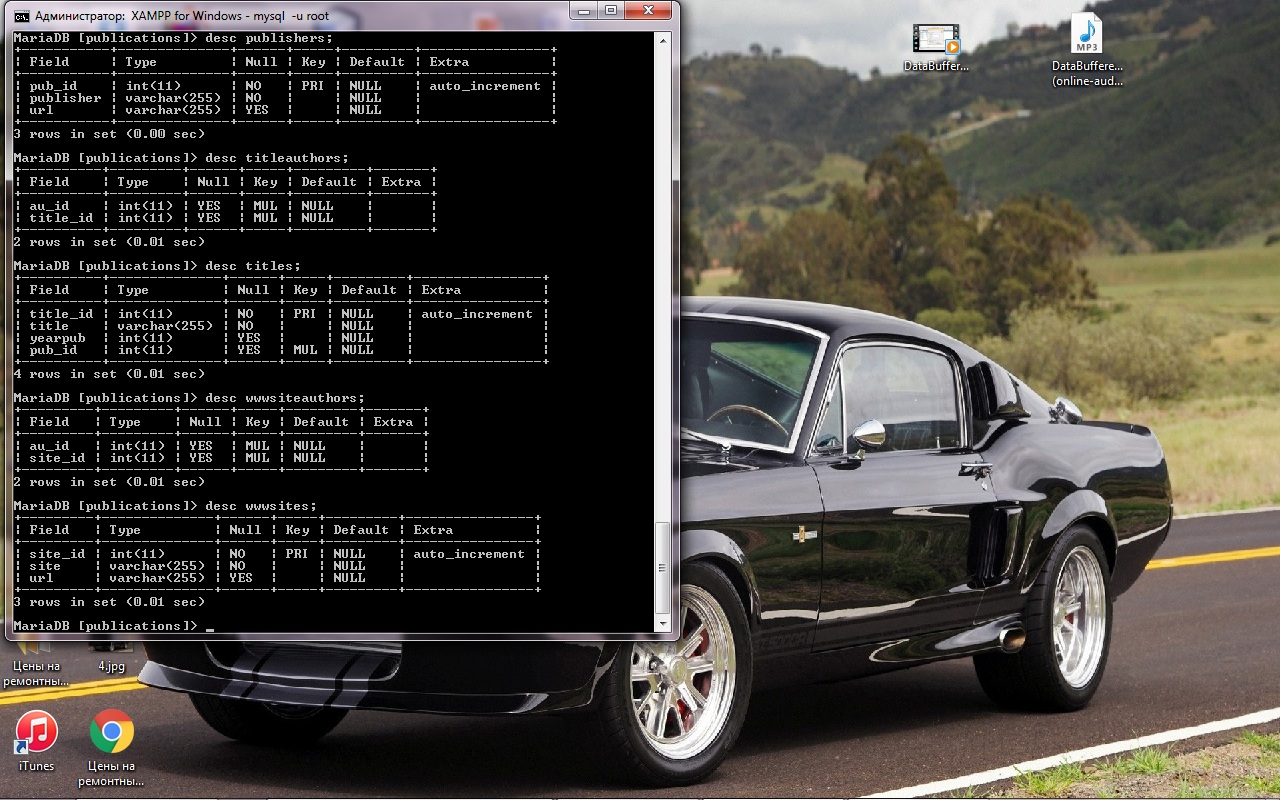 Администратор: XAMPP for Windows - mysql -u root
MariaDB [publications]> desc publishers;
| Field | Type | Null | Key | Default | Extra |
| pub_id | int(11) | NO | PRI | NULL | auto_increment |
| publisher | varchar(255) | NO | | NULL | |
| url | varchar(255) | YES | | NULL | |
3 rows in set (0.00 sec)
MariaDB [publications]> desc titleauthors;
| Field | Type | Null | Key | Default | Extra |
| au_id | int(11) | YES | MUL | NULL | |
| title_id | int(11) | YES | MUL | NULL | |
2 rows in set (0.01 sec)
MariaDB [publications]> desc titles;
| Field | Type | Null | Key | Default | Extra |
| title_id | int(11) | NO | PRI | NULL | auto_increment |
| title | varchar(255) | NO | | NULL | |
| yearpub | int(11) | YES | | NULL | |
| pub_id | int(11) | YES | MUL | NULL | |
4 rows in set (0.01 sec)
MariaDB [publications]> desc wwwsiteauthors;
| Field | Type | Null | Key | Default | Extra |
| au_id | int(11) | YES | MUL | NULL | |
| site_id | int(11) | YES | MUL | NULL | |
2 rows in set (0.01 sec)
MariaDB [publications]> desc wwwsites;
| Field | Type | Null | Key | Default | Extra |
| site_id | int(11) | NO | PRI | NULL | auto_increment |
| site | varchar(255) | NO | | NULL | |
| url | varchar(255) | YES | | NULL | |
3 rows in set (0.01 sec)
MariaDB [publications]> _
DataBuffer...
MP3
DataBuffere...
(online-aud...
Цены на
ремонтны...
4.jpg
iTunes
Цены на
ремонтны...